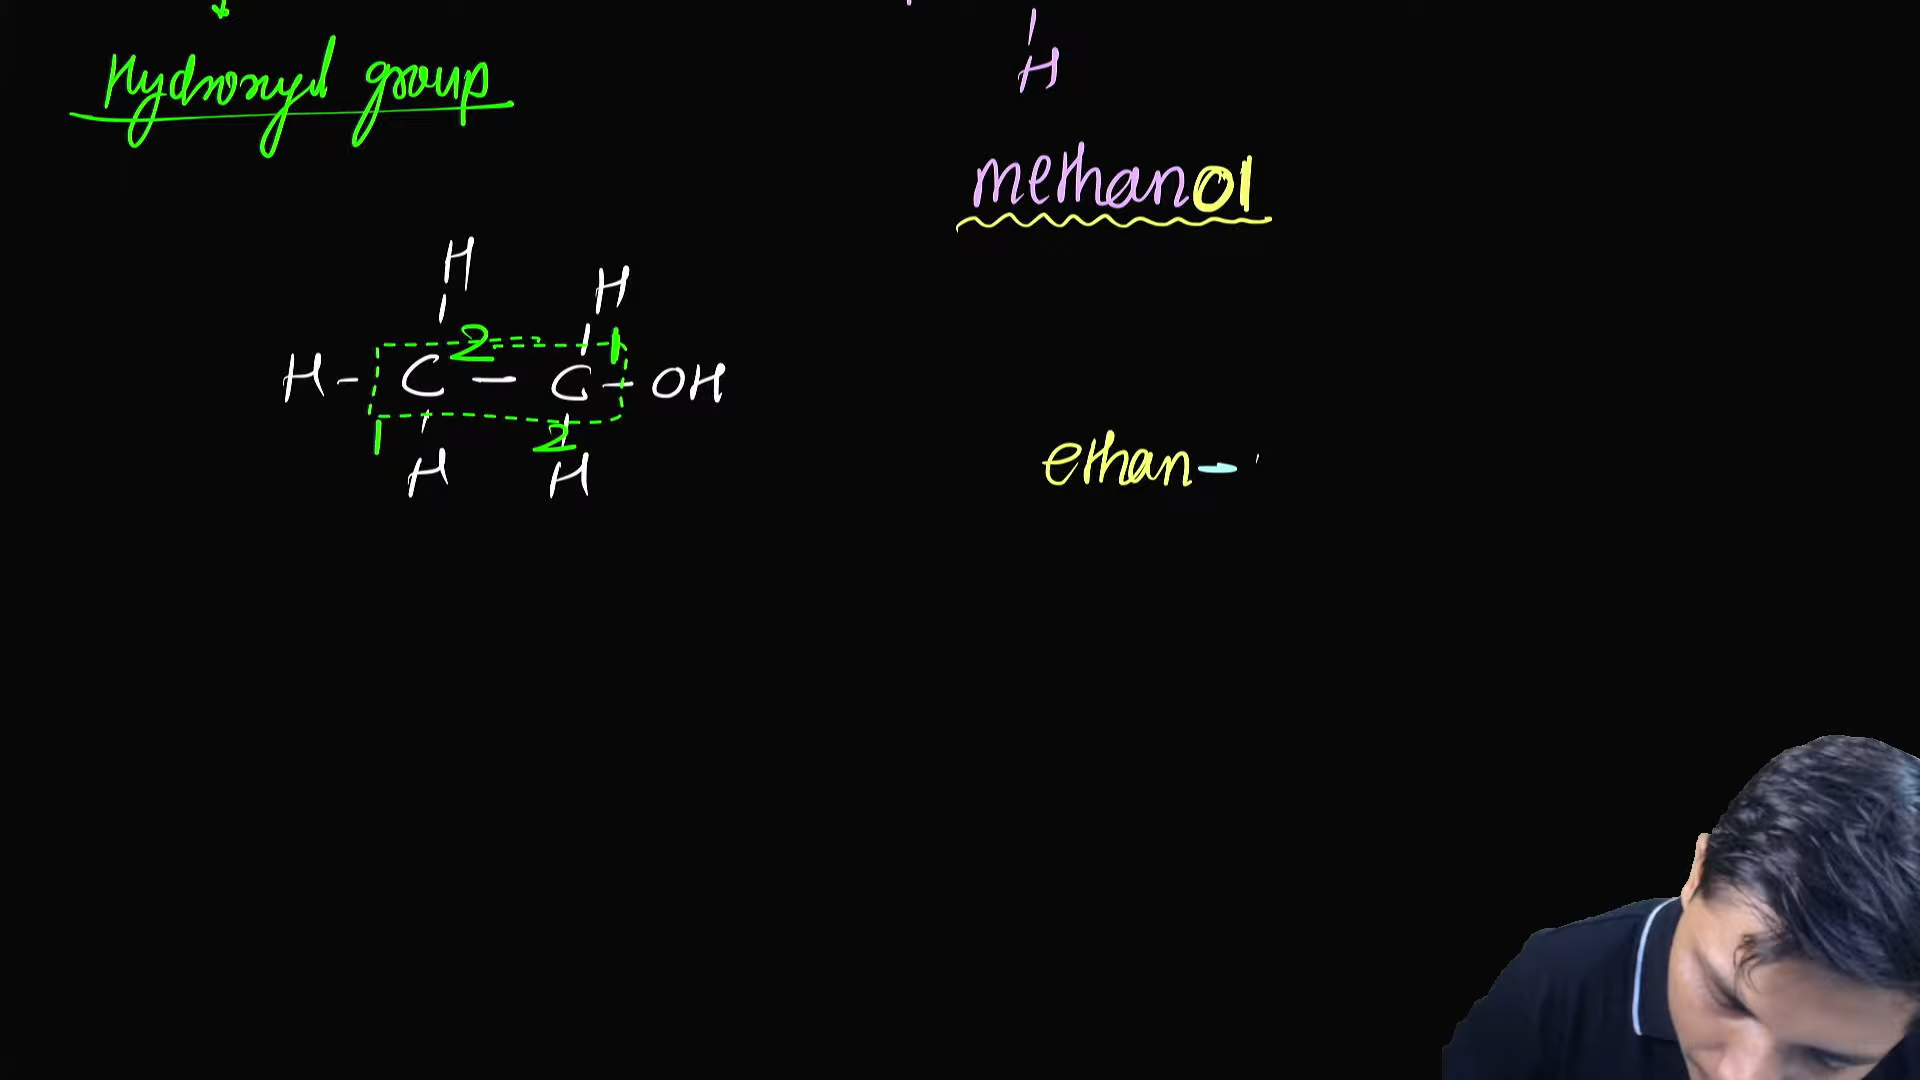 Hydroxyl group
H
methanol
H
H
2
1
H - C - C - OH
1
2
H
H
ethan -